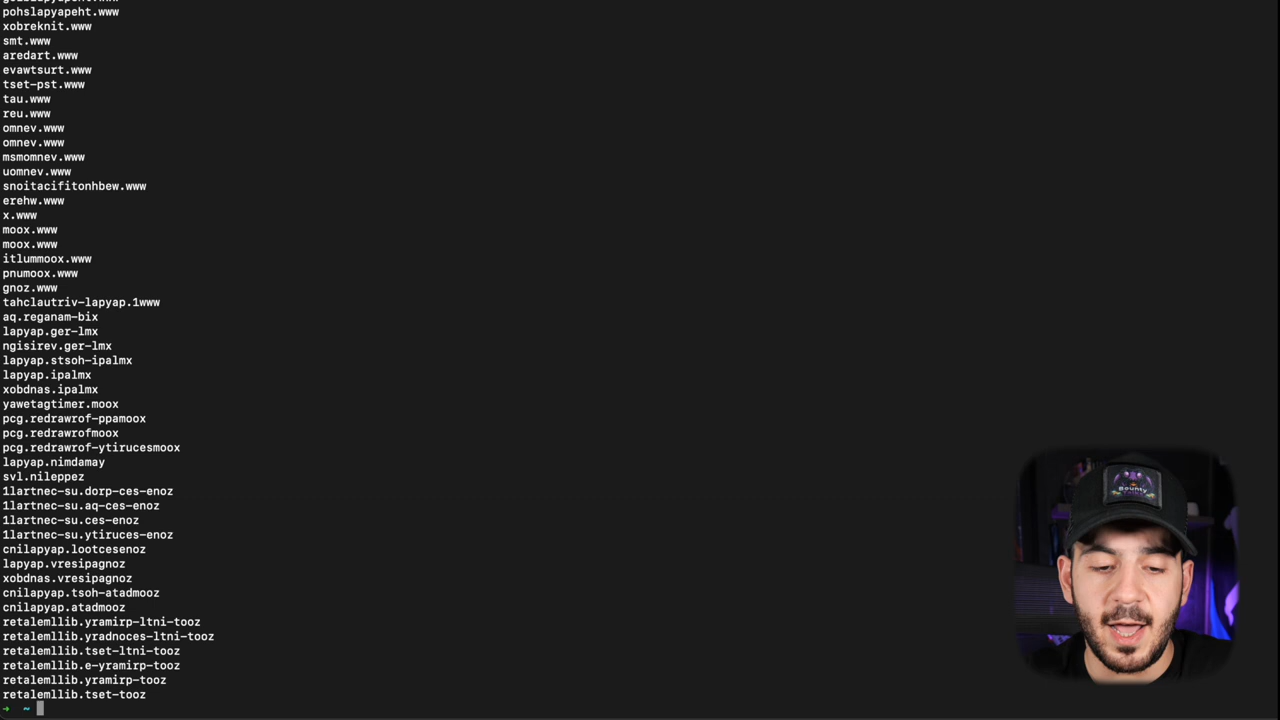 pohslapyapeht.www
xobreknit.www
smt.www
aredart.www
evawtsurt.www
tset-pst.www
tau.www
reu.www
omnev.www
omnev.www
msmomnev.www
uomnev.www
snoitacifitonhbew.www
erehw.www
x.www
moox.www
moox.www
itlummoox.www
pnumoox.www
gnoz.www
tahclautriv-lapyap.1www
aq.reganam-bix
lapyap.ger-lmx
ngisirev.ger-lmx
lapyap.stsoh-ipalmx
lapyap.ipalmx
xobdnas.ipalmx
yawetagtimer.moox
pcg.redrawrof-ppamoox
pcg.redrawrofmoox
pcg.redrawrof-ytirucesmoox
lapyap.nimdamay
svl.nileppez
1lartnec-su.dorp-ces-enoz
1lartnec-su.aq-ces-enoz
1lartnec-su.ces-enoz
1lartnec-su.ytiruces-enoz
cnilapyap.lootcesenoz
lapyap.vresipagnoz
xobdnas.vresipagnoz
cnilapyap.tsoh-atadmooz
cnilapyap.atadmooz
retalemllib.yramirp-ltni-tooz
retalemllib.yradnoces-ltni-tooz
retalemllib.tset-ltni-tooz
retalemllib.e-yramirp-tooz
retalemllib.yramirp-tooz
retalemllib.tset-tooz
➜ ~
Bounty